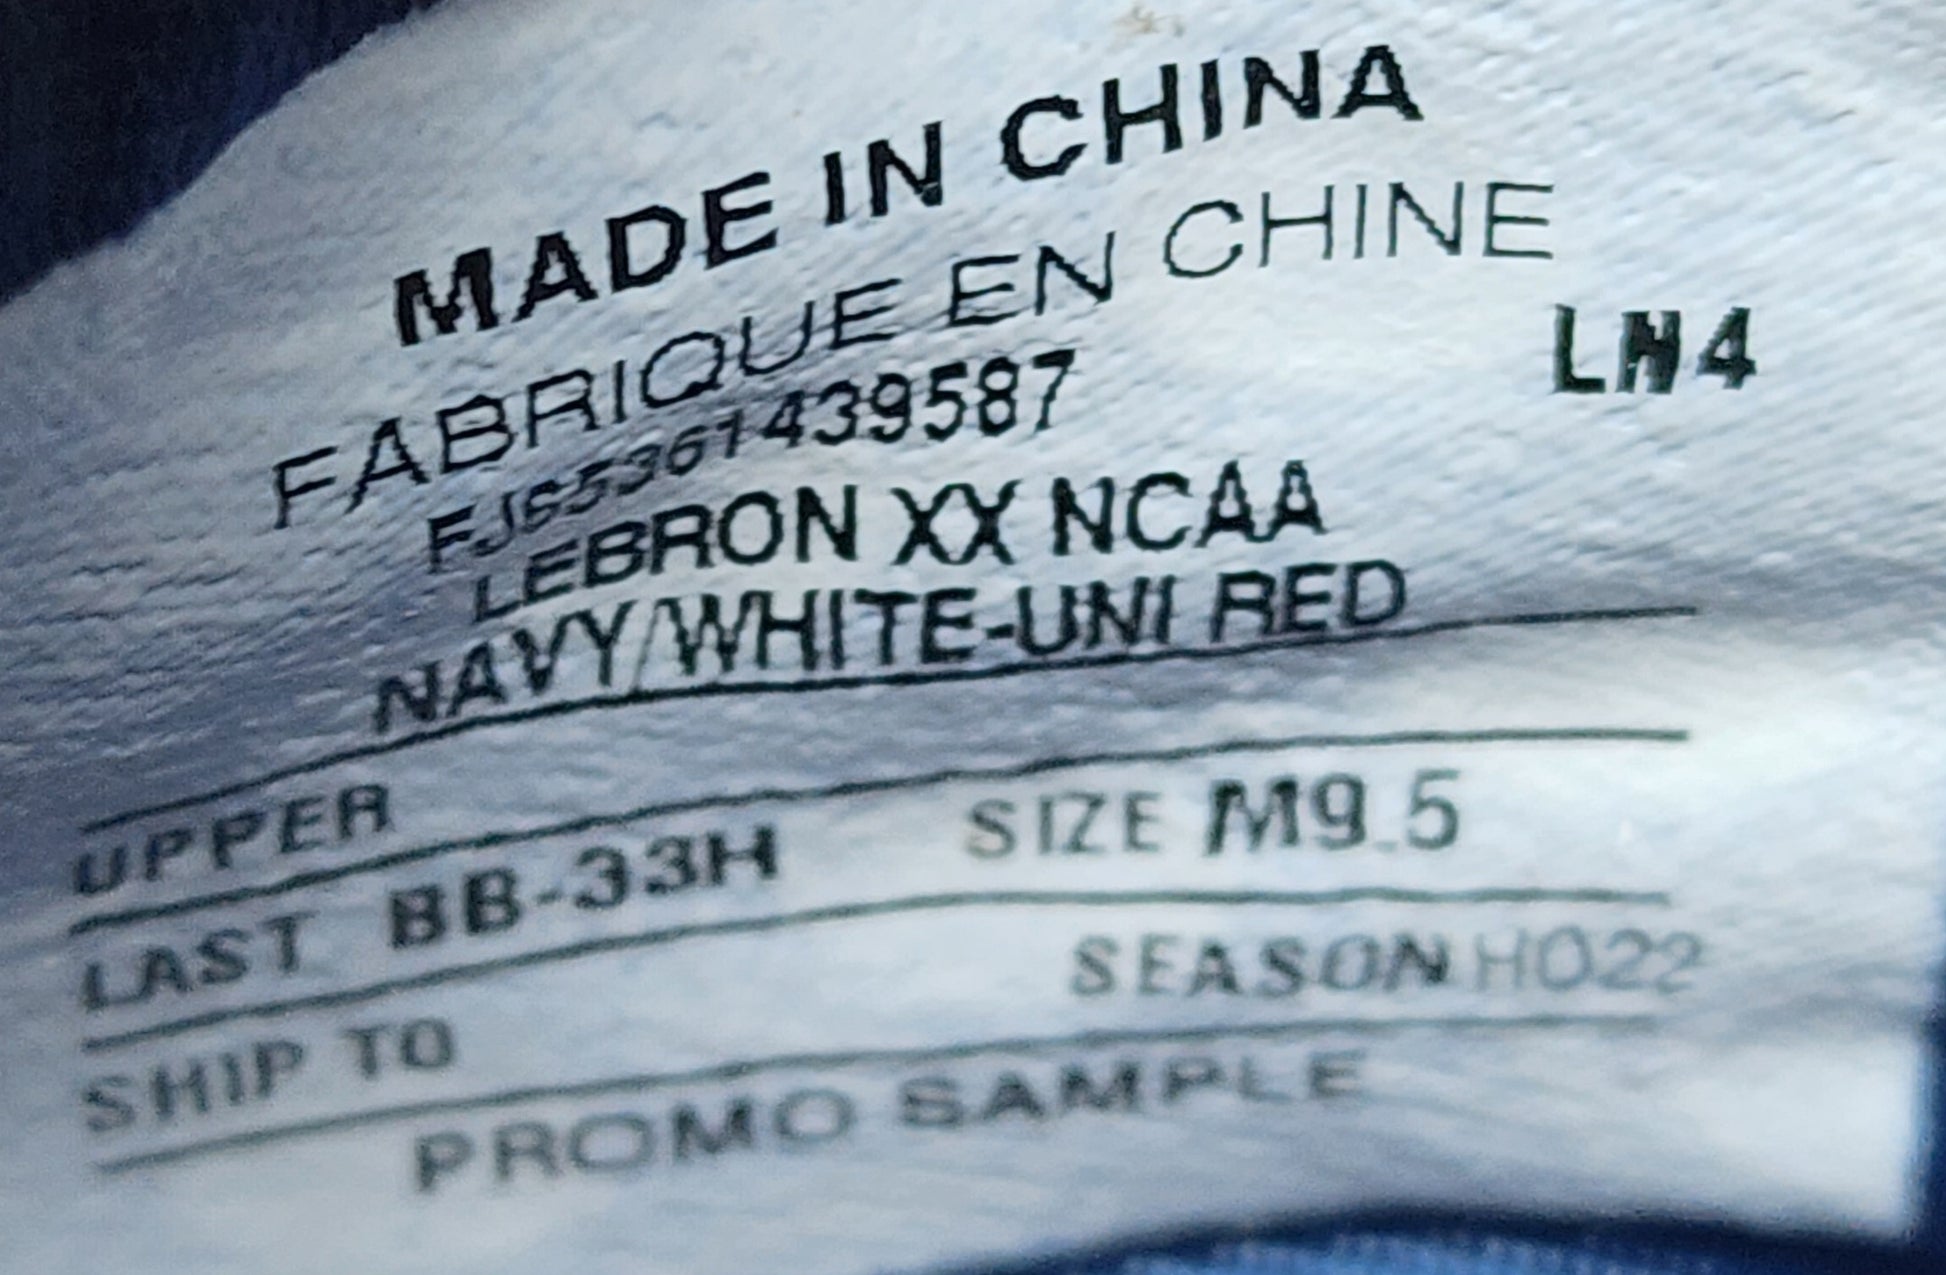 MADE IN CHINA
FABRIQUE EN CHINE
LN4
FJ65361439587
LEBRON XX NCAA
NAVY/WHITE-UNI RED
UPPER
LAST BB-33H SIZE M9.5
SHIP TO SEASON HO22
PROMO SAMPLE